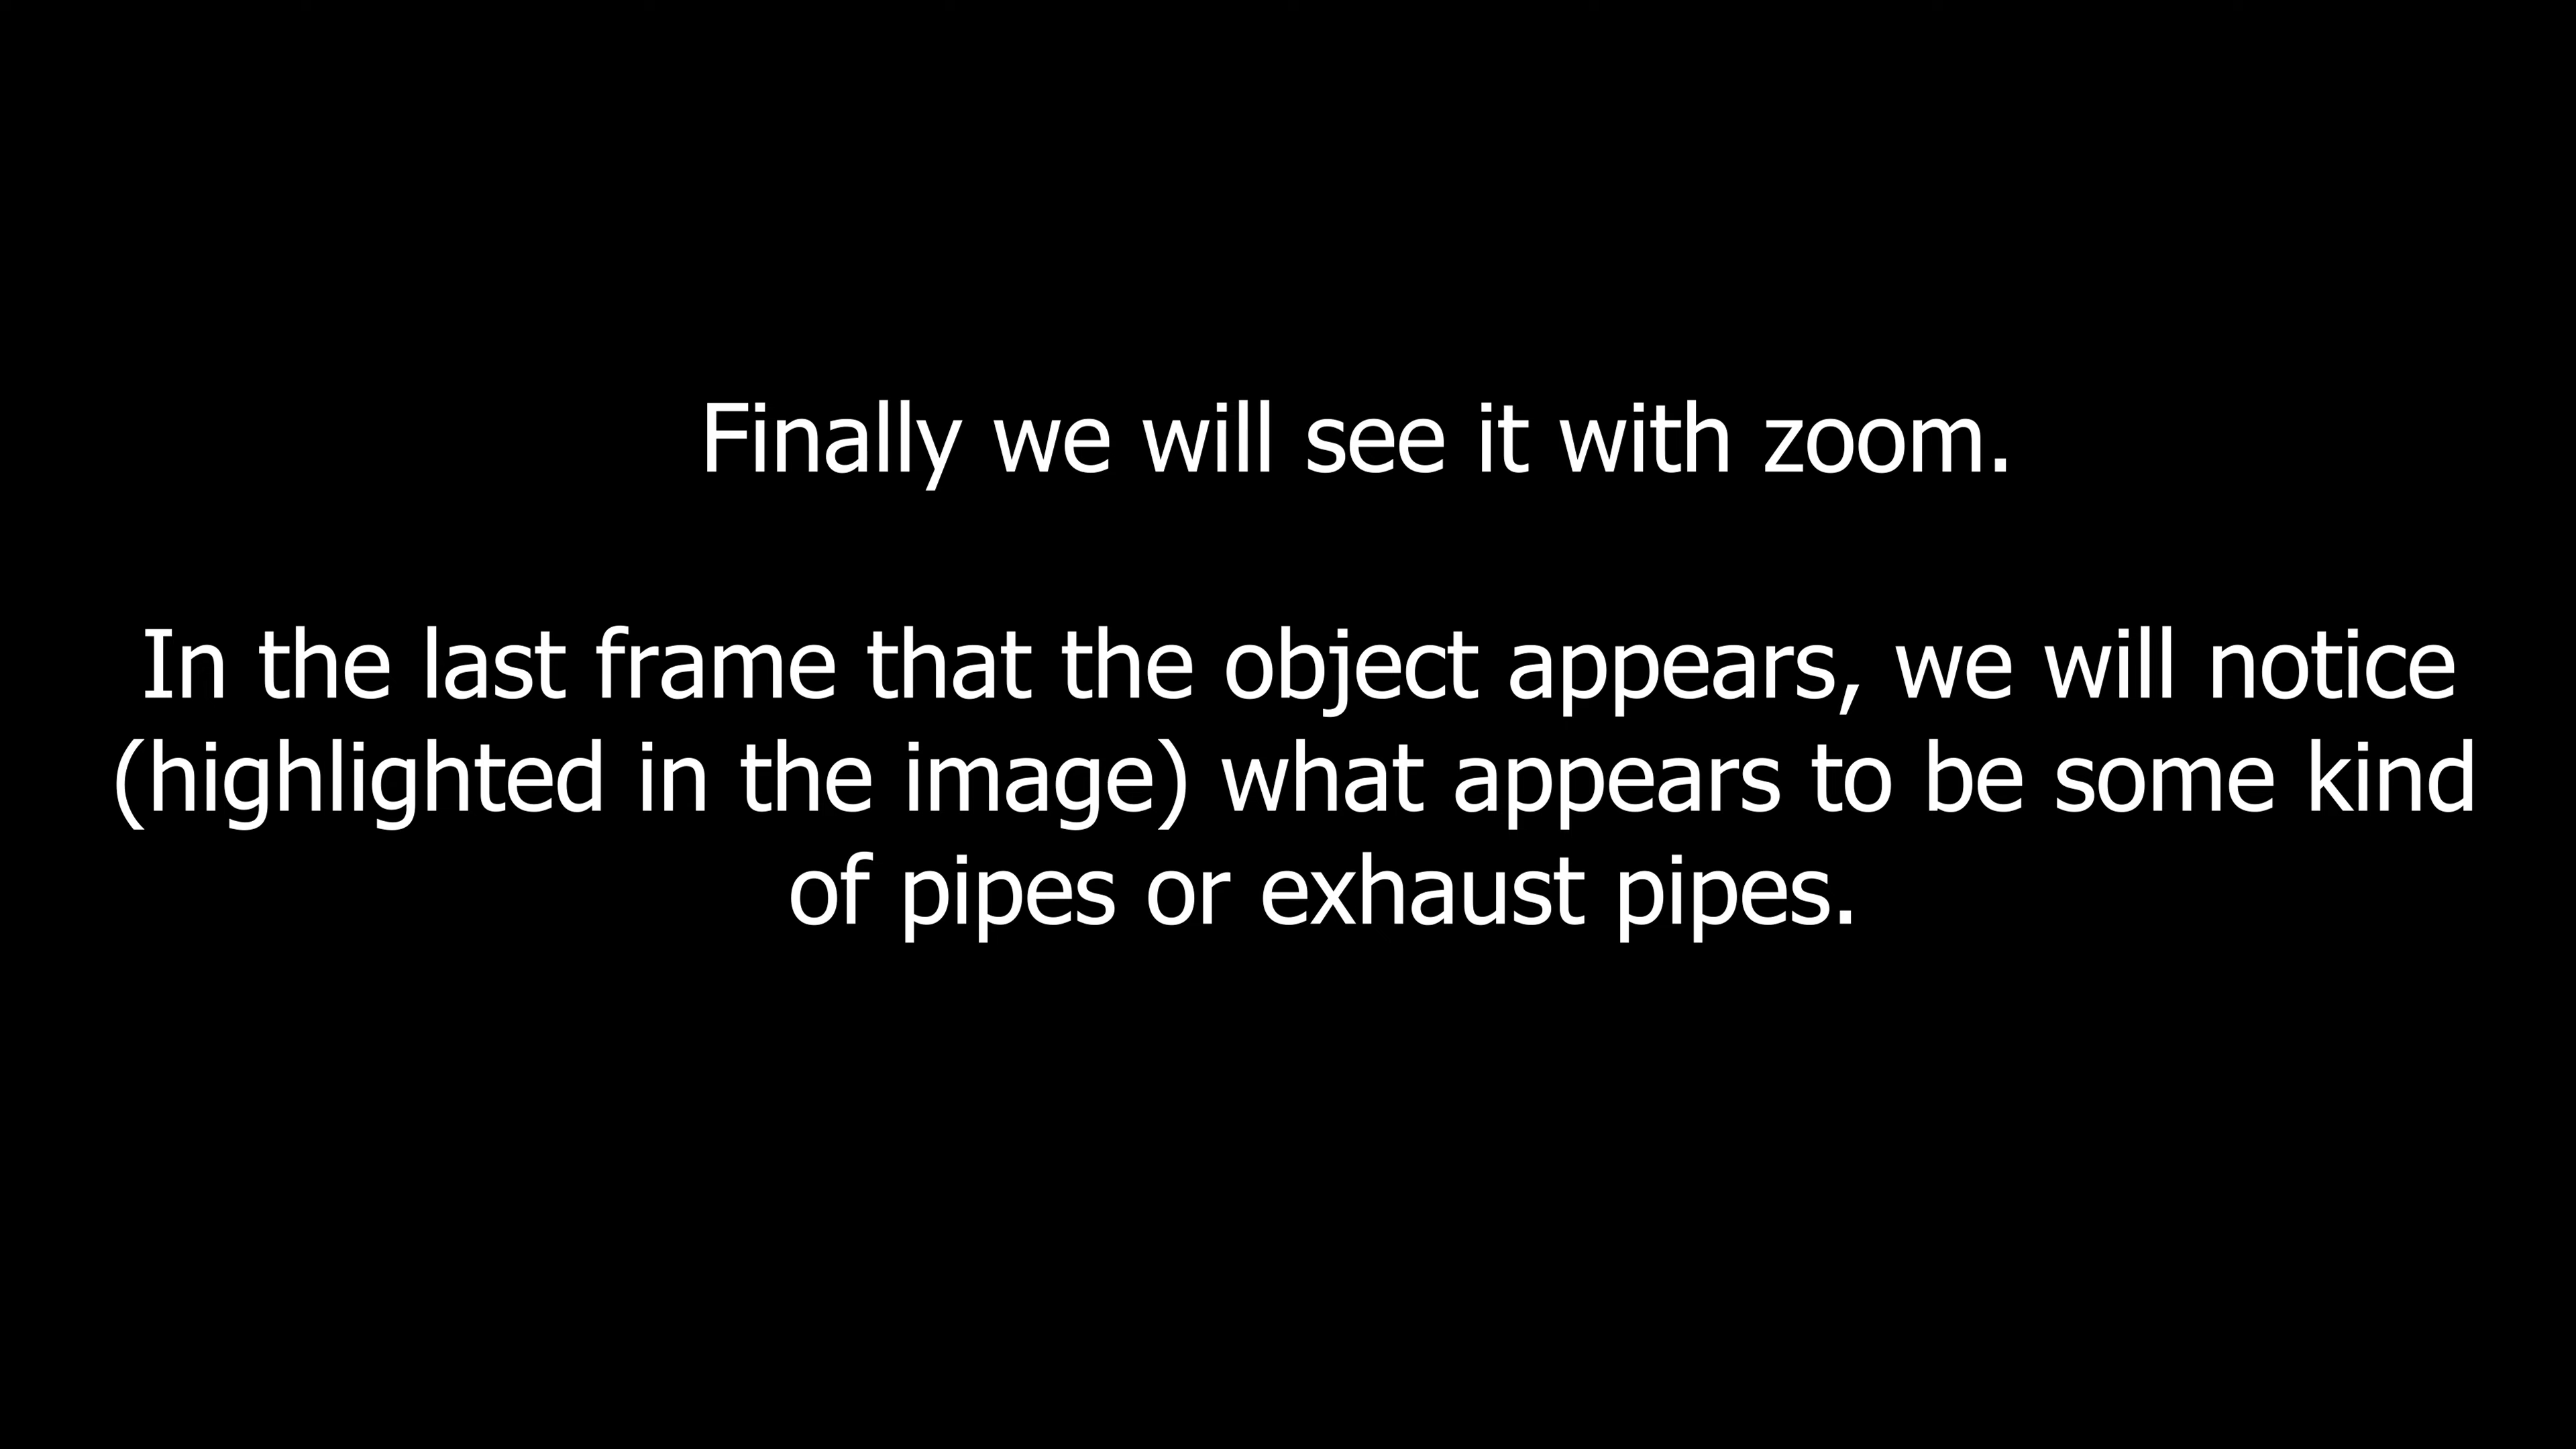 Finally we will see it with zoom.
In the last frame that the object appears, we will notice
(highlighted in the image) what appears to be some kind
of pipes or exhaust pipes.